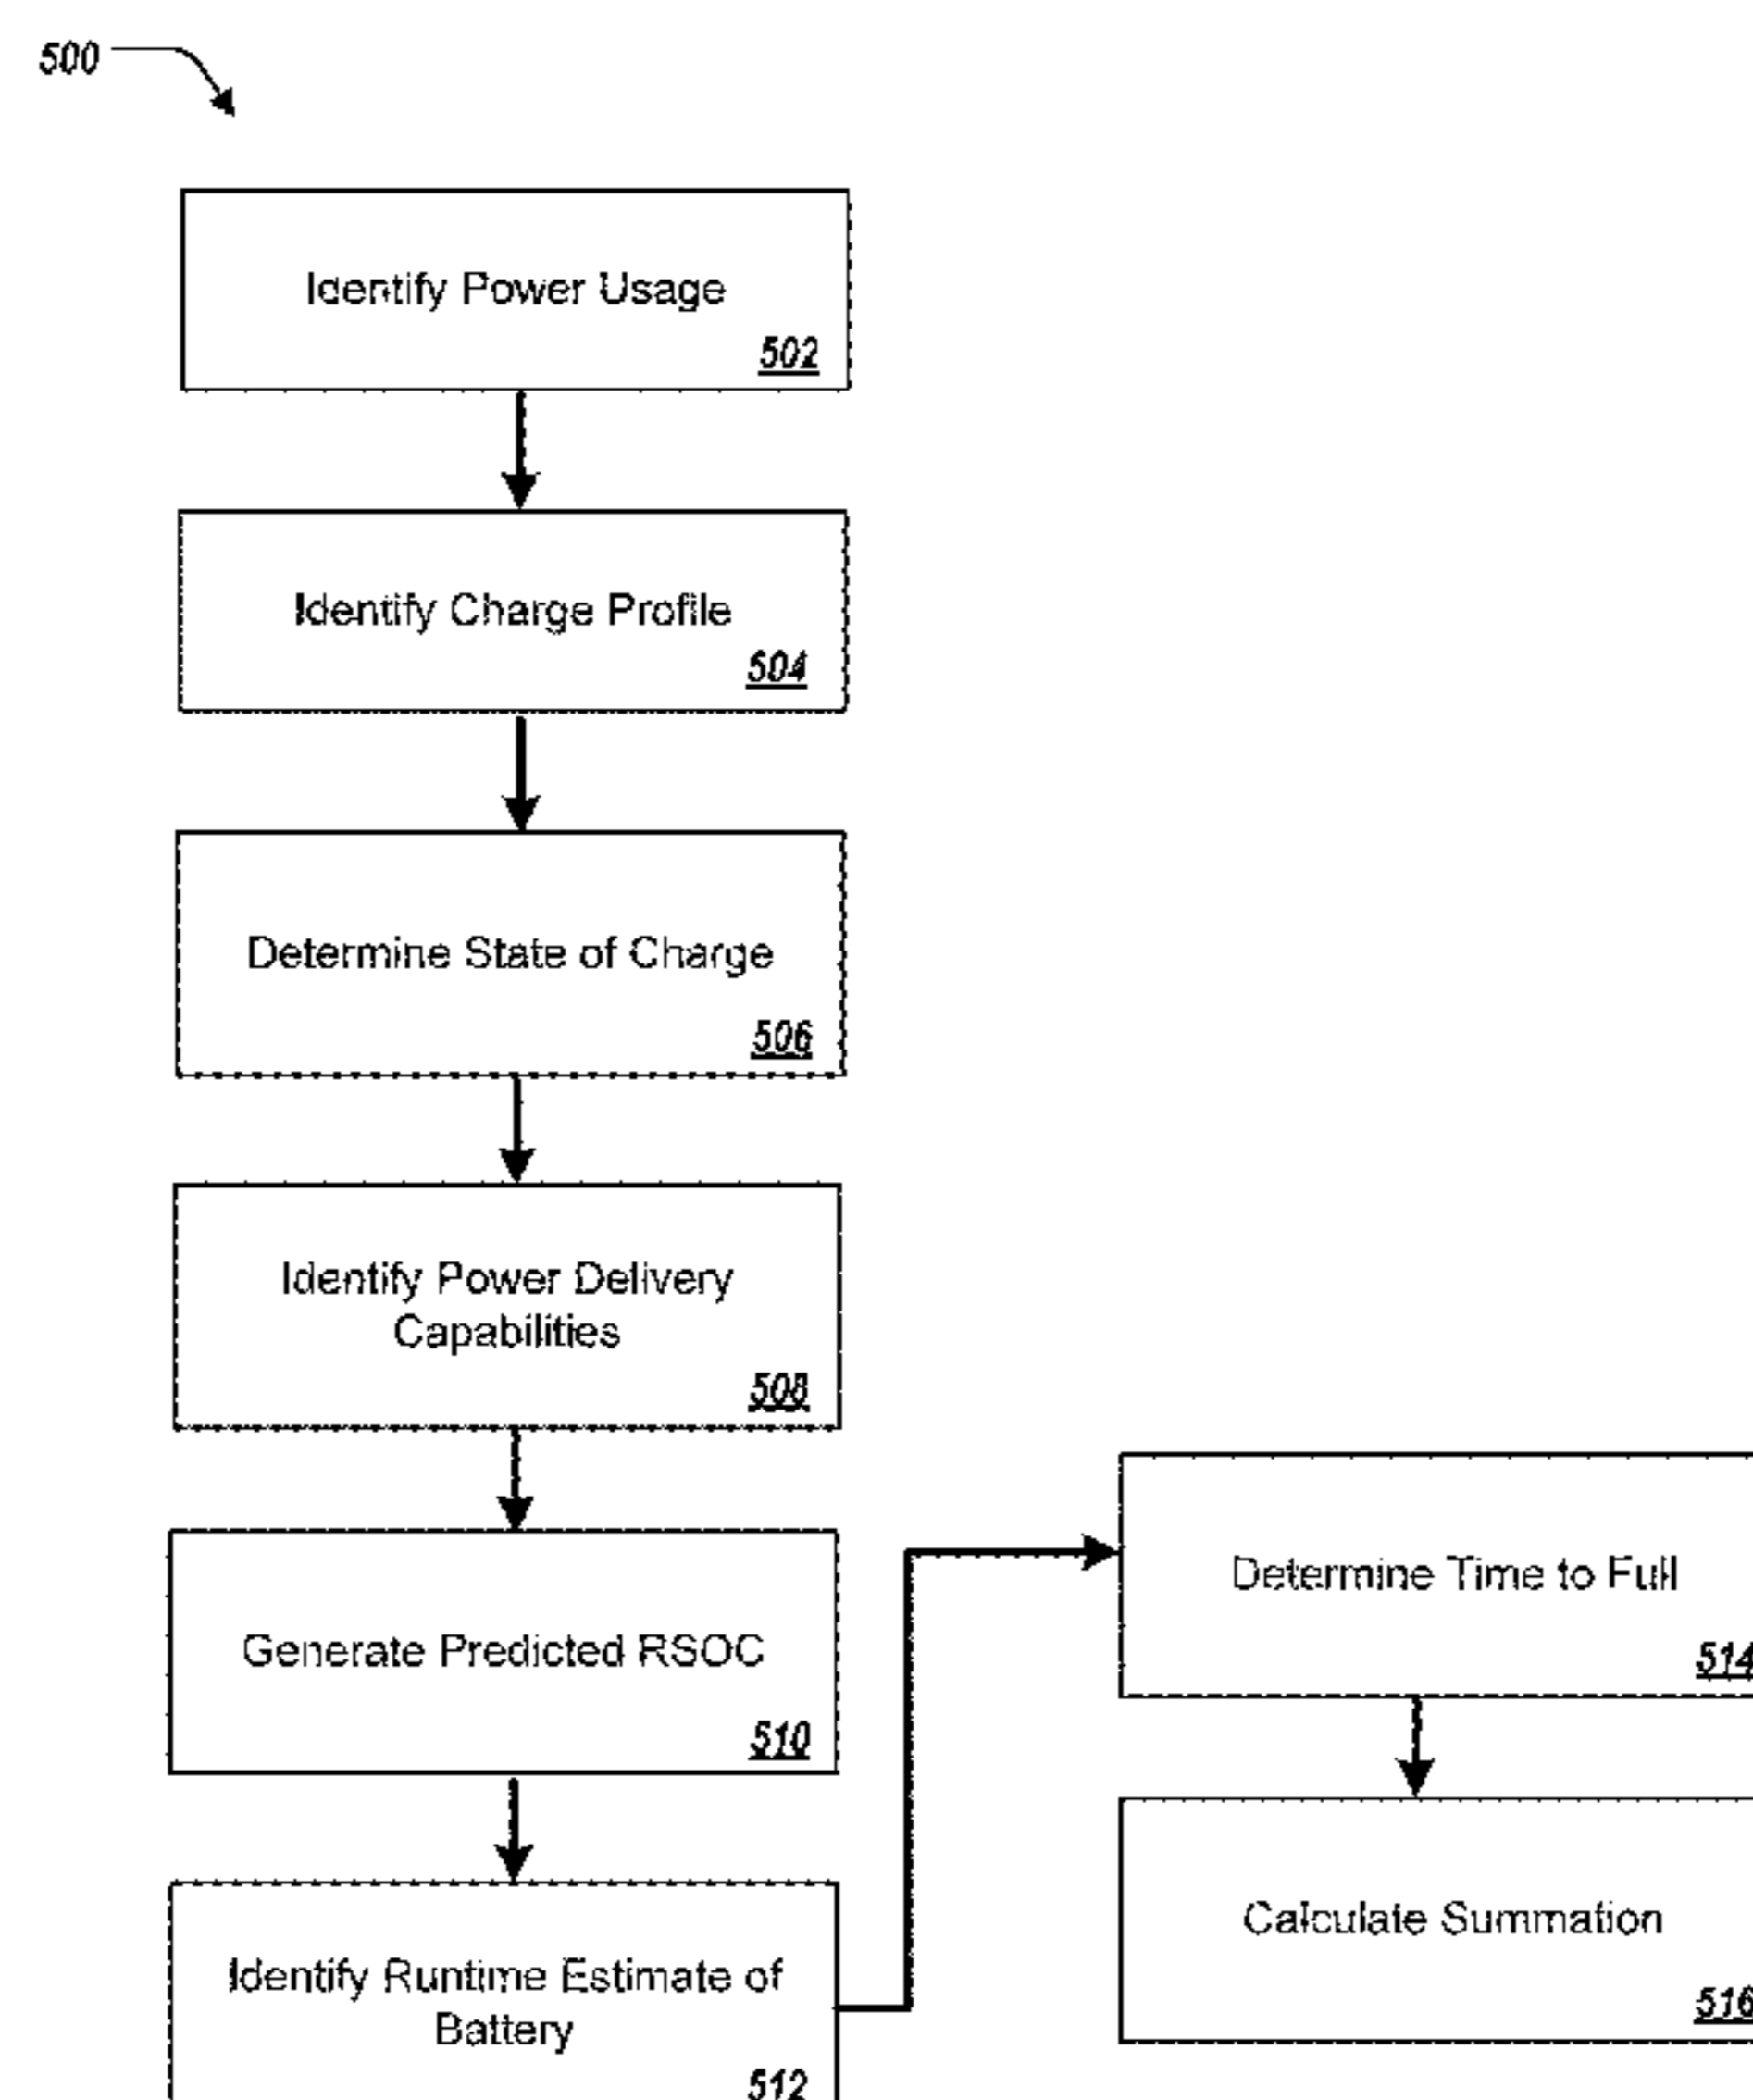 500
Identify Power Usage
502
Identify Charge Profile
504
Determine State of Charge
506
Identify Power Delivery
Capabilities
508
Generate Predicted RSOC
510
Identify Runtime Estimate of
Battery
512
Determine Time to Full
514
Calculate Summation
516